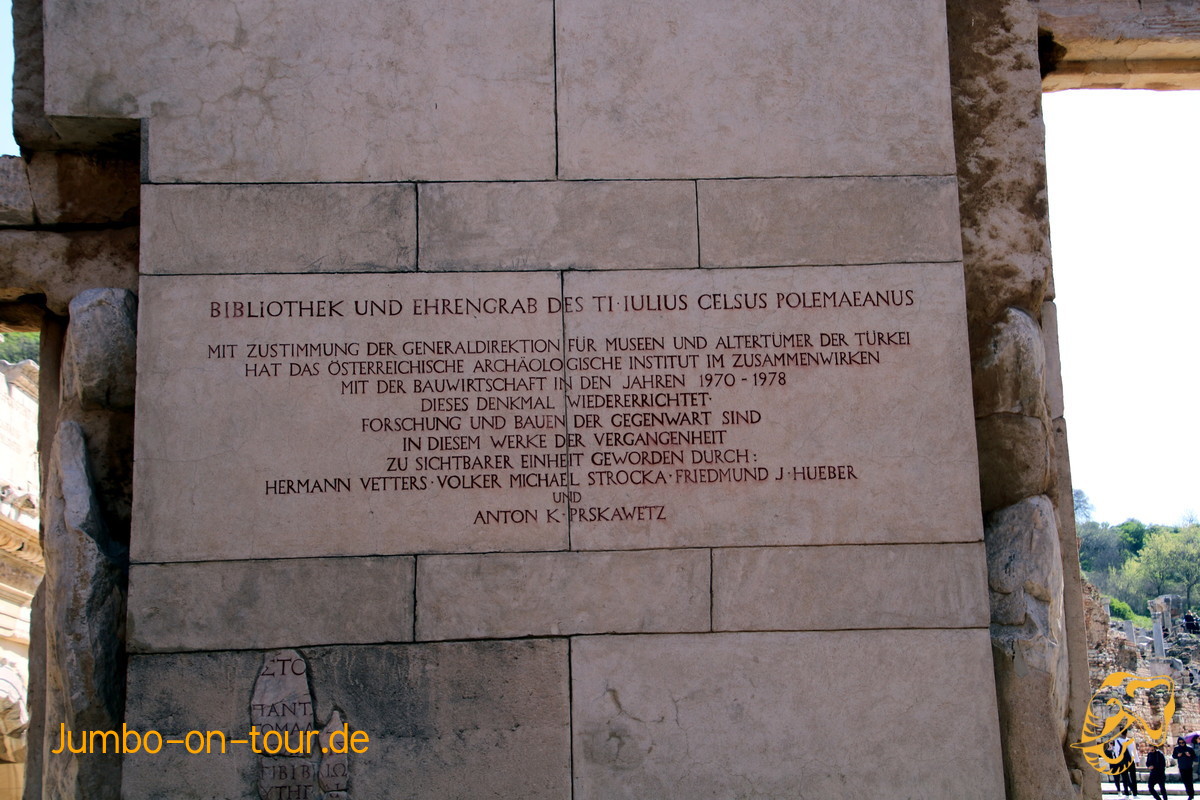 BIBLIOTHEK UND EHRENGRAB DES TI·IULIUS CELSUS POLEMAEANUS
MIT ZUSTIMMUNG DER GENERALDIREKTION FÜR MUSEEN UND ALTERTÜMER DER TÜRKEI
HAT DAS ÖSTERREICHISCHE ARCHÄOLOGISCHE INSTITUT IM ZUSAMMENWIRKEN
MIT DER BAUWIRTSCHAFT IN DEN JAHREN 1970 - 1978
DIESES DENKMAL WIEDERERRICHTET·
FORSCHUNG UND BAUEN DER GEGENWART SIND
IN DIESEM WERKE DER VERGANGENHEIT
ZU SICHTBARER EINHEIT GEWORDEN DURCH:
HERMANN VETTERS·VOLKER MICHAEL STROCKA·FRIEDMUND J·HUEBER
UND
ANTON K·PRSKAWETZ
ΣΤΟ
ΠΑΝΤ
Jumbo-on-tour.de